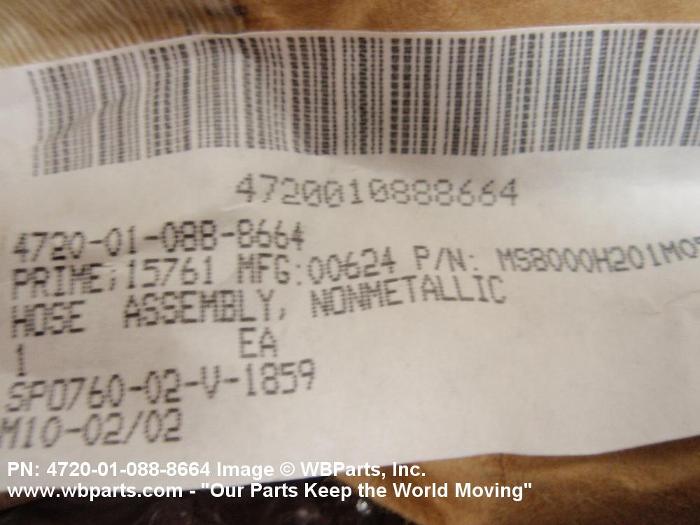 4720010888664
4720-01-088-8664
PRIME;15761 MFG:00624 P/N: MS8000H201M0
HOSE ASSEMBLY, NONMETALLIC
1 EA
SPO760-02-V-1859
M10-02/02
PN: 4720-01-088-8664 Image © WBParts, Inc.
www.wbparts.com - "Our Parts Keep the World Moving"